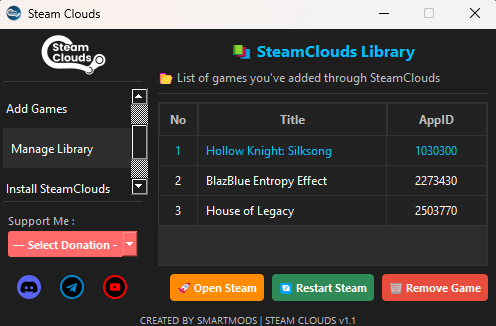 Steam Clouds
Steam
Clouds
Add Games
Manage Library
Install SteamClouds
Support Me :
--- Select Donation -
SteamClouds Library
List of games you've added through SteamClouds
No Title AppID
1 Hollow Knight: Silksong 1030300
2 BlazBlue Entropy Effect 2273430
3 House of Legacy 2503770
Open Steam Restart Steam Remove Game
CREATED BY SMARTMODS | STEAM CLOUDS v1.1